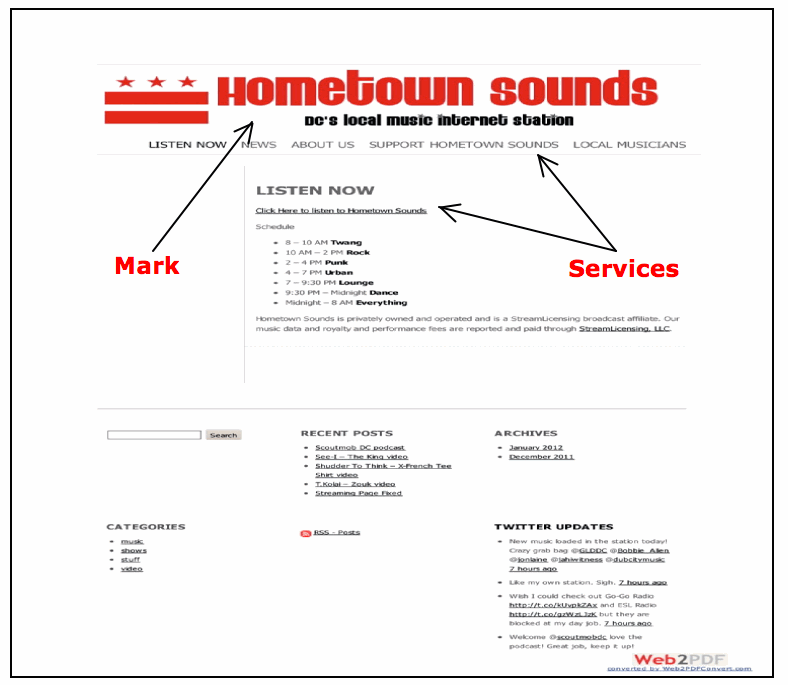 Hometown Sounds
DC's local music internet station
LISTEN NOW NEWS ABOUT US SUPPORT HOMETOWN SOUNDS LOCAL MUSICIANS
LISTEN NOW
Click Here to listen to Hometown Sounds
Schedule
8 – 10 AM Twang
10 AM – 2 PM Rock
2 – 4 PM Punk
4 – 7 PM Urban
7 – 9:30 PM Lounge
9:30 PM – Midnight Dance
Midnight – 8 AM Everything
Hometown Sounds is privately owned and operated and is a StreamLicensing broadcast affiliate. Our
music data and royalty and performance fees are reported and paid through StreamLicensing, LLC.
Mark
Services
Search
RECENT POSTS
Scoutmob DC podcast
See-I – The King video
Shudder To Think – X-French Tee
Shirt video
T.Kolai – Zouk video
Streaming Page Fixed
ARCHIVES
January 2012
December 2011
CATEGORIES
music
shows
stuff
video
RSS - Posts
TWITTER UPDATES
New music loaded in the station today!
Crazy grab bag @GLDDC @Bobbie_Allen
@jonlaine @jahiwitness @dubcitymusic
7 hours ago
Like my own station. Sigh. 7 hours ago
Wish I could check out Go-Go Radio
http://t.co/kUvpkZAx and ESL Radio
http://t.co/gzWzLJzK but they are
blocked at my day job. 7 hours ago
Welcome @scoutmobdc love the
podcast! Great job, keep it up!
Web2PDF
converted by Web2PDFConvert.com